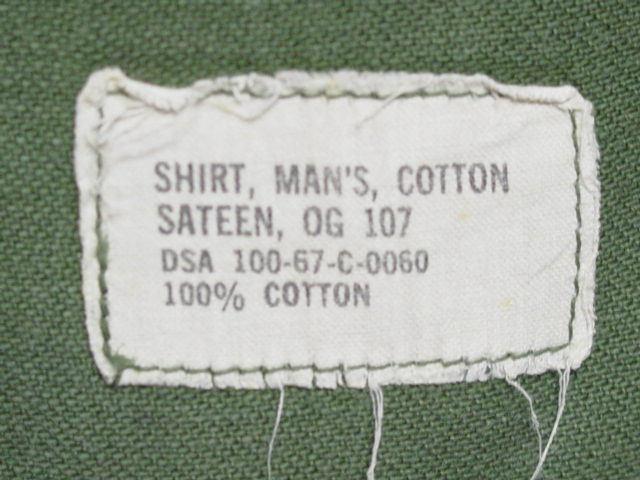 SHIRT, MAN'S, COTTON
SATEEN, OG 107
DSA 100-67-C-0060
100% COTTON